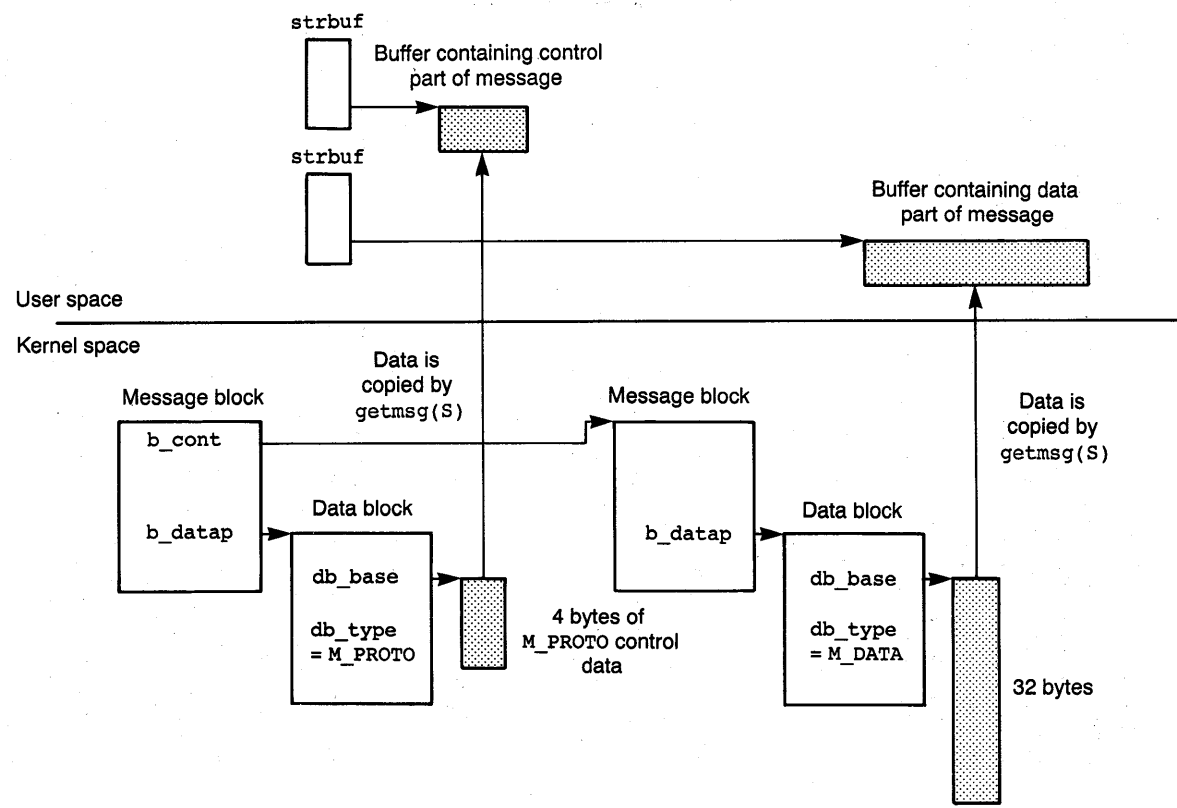 strbuf
Buffer containing control
part of message
strbuf
Buffer containing data
part of message
User space
Kernel space
Data is
copied by
getmsg(S)
Message block
b_cont
b_datap
Message block
b_datap
Data is
copied by
getmsg(S)
Data block
db_base
db_type
= M_PROTO
4 bytes of
M_PROTO control
data
Data block
db_base
db_type
= M_DATA
32 bytes